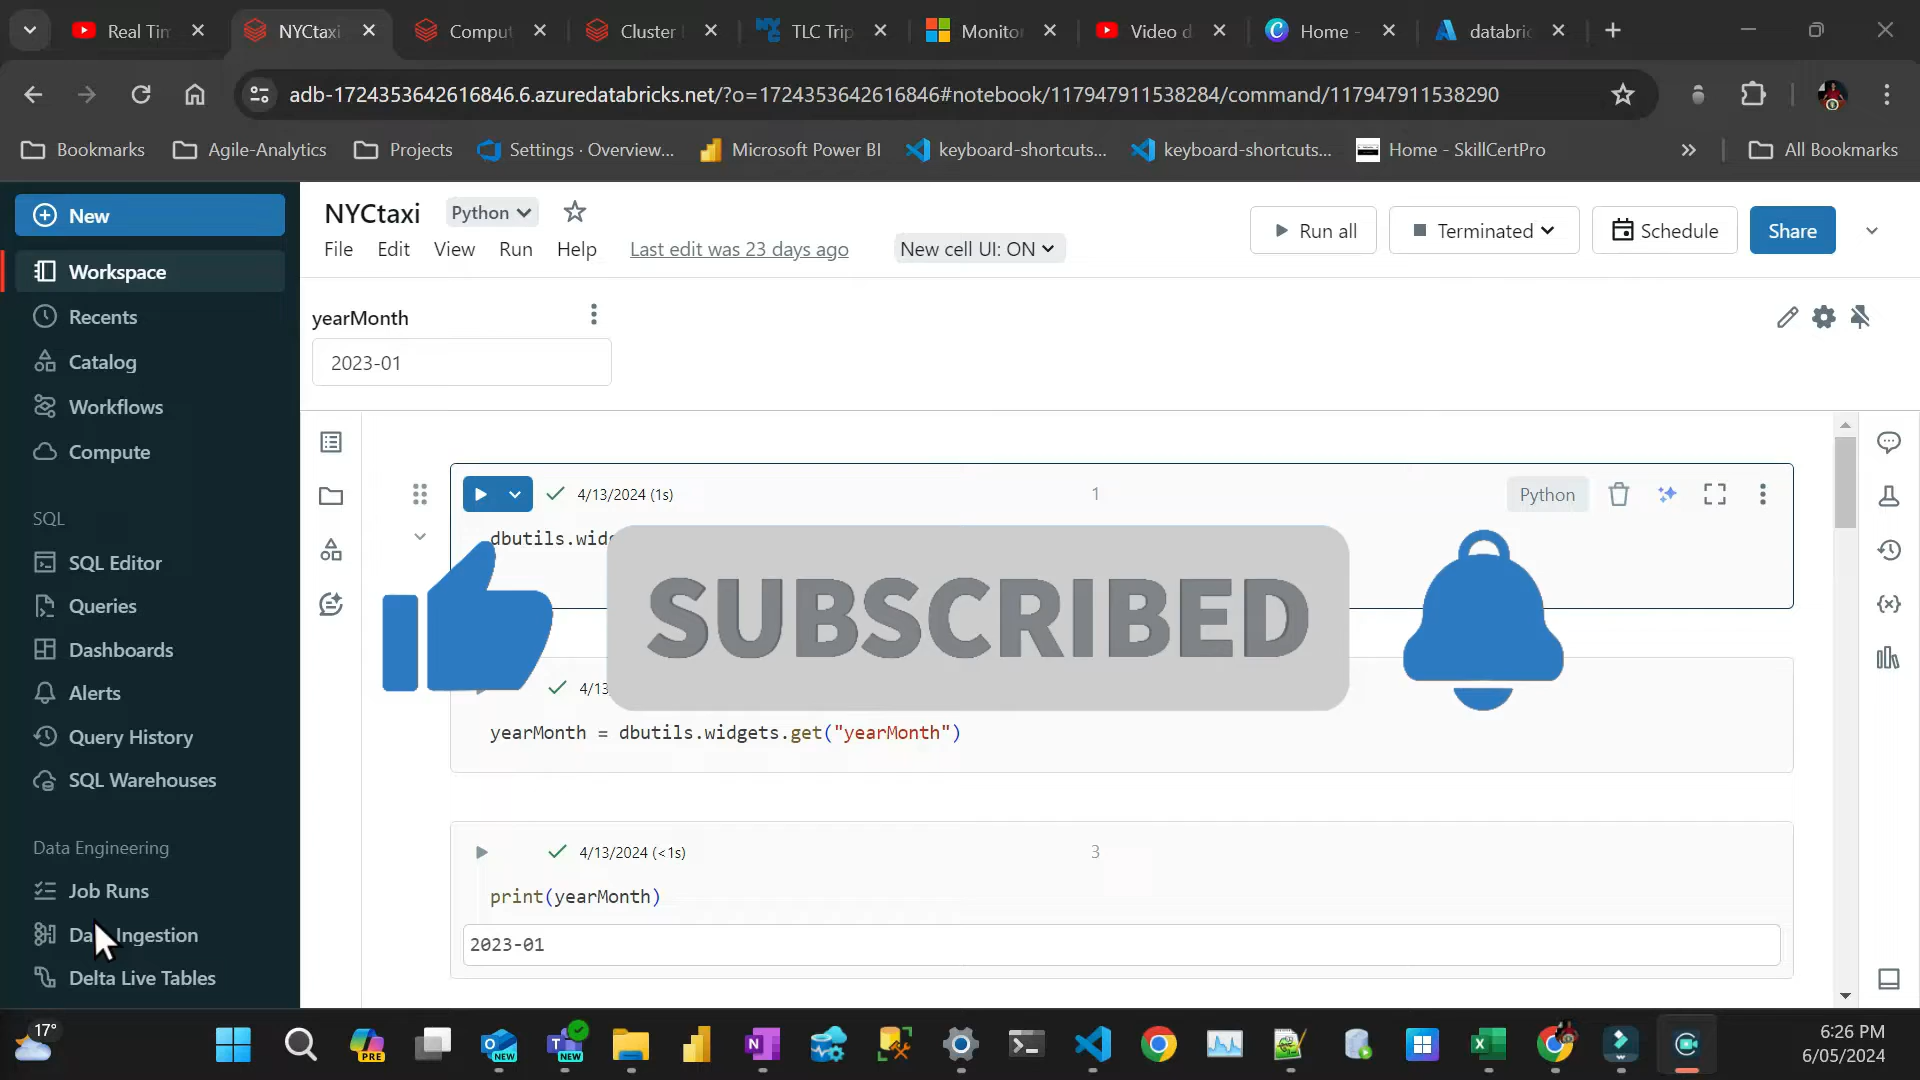 Real Tim
NYCtaxi
Comput
Cluster
TLC Trip
Monito
Video d
Home -
databric
adb-1724353642616846.6.azuredatabricks.net/?o=1724353642616846#notebook/117947911538284/command/117947911538290
Bookmarks
Agile-Analytics
Projects
Settings · Overview...
Microsoft Power BI
keyboard-shortcuts...
keyboard-shortcuts...
Home - SkillCertPro
All Bookmarks
New
Workspace
Recents
Catalog
Workflows
Compute
SQL
SQL Editor
Queries
Dashboards
Alerts
Query History
SQL Warehouses
Data Engineering
Job Runs
Da Ingestion
Delta Live Tables
NYCtaxi
Python
File Edit View Run Help
Last edit was 23 days ago
New cell UI: ON
Run all
Terminated
Schedule
Share
yearMonth
2023-01
4/13/2024 (1s)
1
Python
dbutils.widg
SUBSCRIBED
4/13
yearMonth = dbutils.widgets.get("yearMonth")
4/13/2024 (<1s)
3
print(yearMonth)
2023-01
17°
PRE
NEW
NEW
6:26 PM
6/05/2024